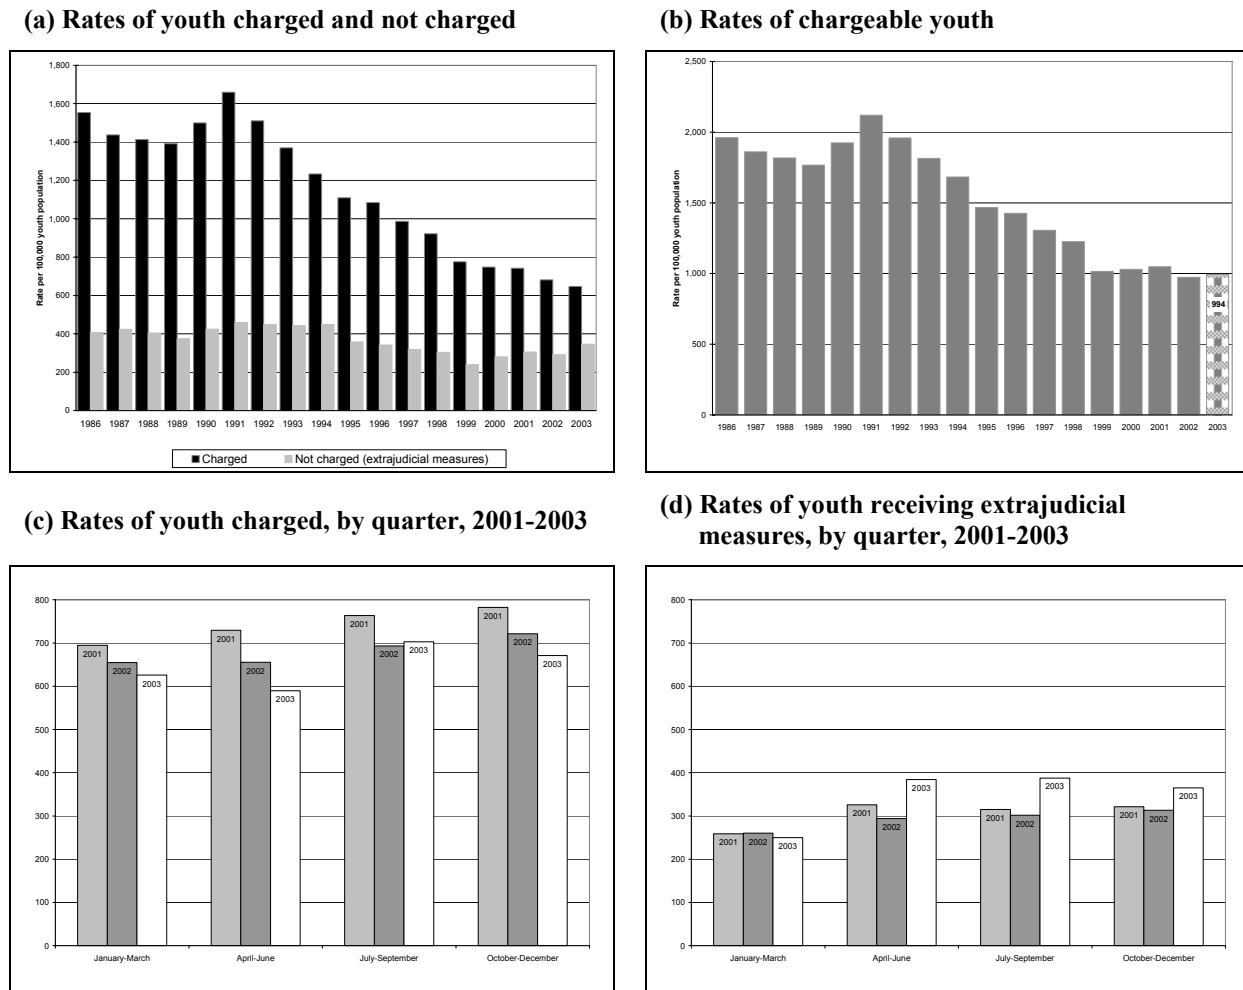 (a) Rates of youth charged and not charged
1,800
1,600
1,400
1,200
1,000
800
600
400
200
0
Rate per 100,000 youth population
1986 1987 1988 1989 1990 1991 1992 1993 1994 1995 1996 1997 1998 1999 2000 2001 2002 2003
Charged Not charged (extrajudicial measures)
(b) Rates of chargeable youth
2,500
2,000
1,500
1,000
500
0
Rate per 100,000 youth population
994
1986 1987 1988 1989 1990 1991 1992 1993 1994 1995 1996 1997 1998 1999 2000 2001 2002 2003
(c) Rates of youth charged, by quarter, 2001-2003
800
700
600
500
400
300
200
100
0
2001 2002 2003
2001 2002 2003
2001 2002 2003
2001 2002 2003
January-March April-June July-September October-December
(d) Rates of youth receiving extrajudicial
measures, by quarter, 2001-2003
800
700
600
500
400
300
200
100
0
2001 2002 2003
2001 2002 2003
2001 2002 2003
2001 2002 2003
January-March April-June July-September October-December